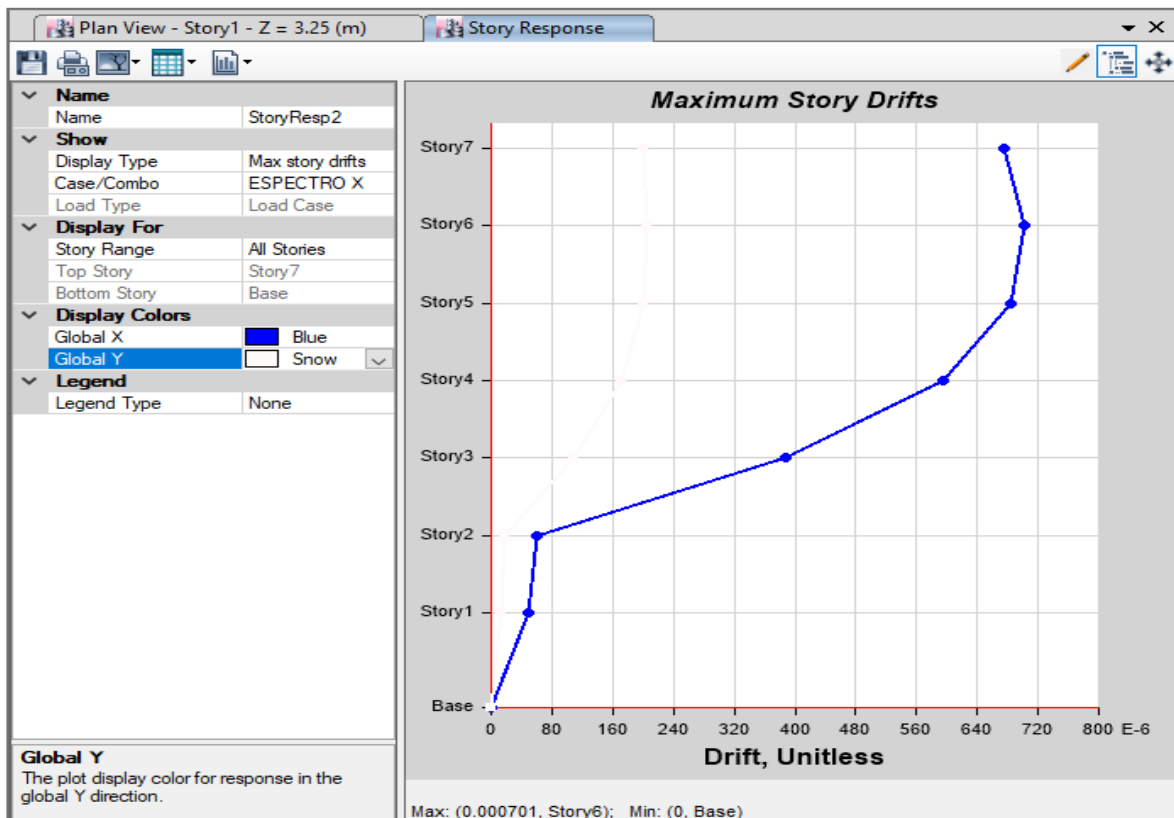 Plan View - Story1 - Z = 3.25 (m)
Story Response
Name
Name StoryResp2
Show
Display Type Max story drifts
Case/Combo ESPECTRO X
Load Type Load Case
Display For
Story Range All Stories
Top Story Story7
Bottom Story Base
Display Colors
Global X Blue
Global Y Snow
Legend
Legend Type None
Global Y
The plot display color for response in the
global Y direction.
Maximum Story Drifts
Story7
Story6
Story5
Story4
Story3
Story2
Story1
Base
0 80 160 240 320 400 480 560 640 720 800 E-6
Drift, Unitless
Max: (0.000701, Story6); Min: (0, Base)